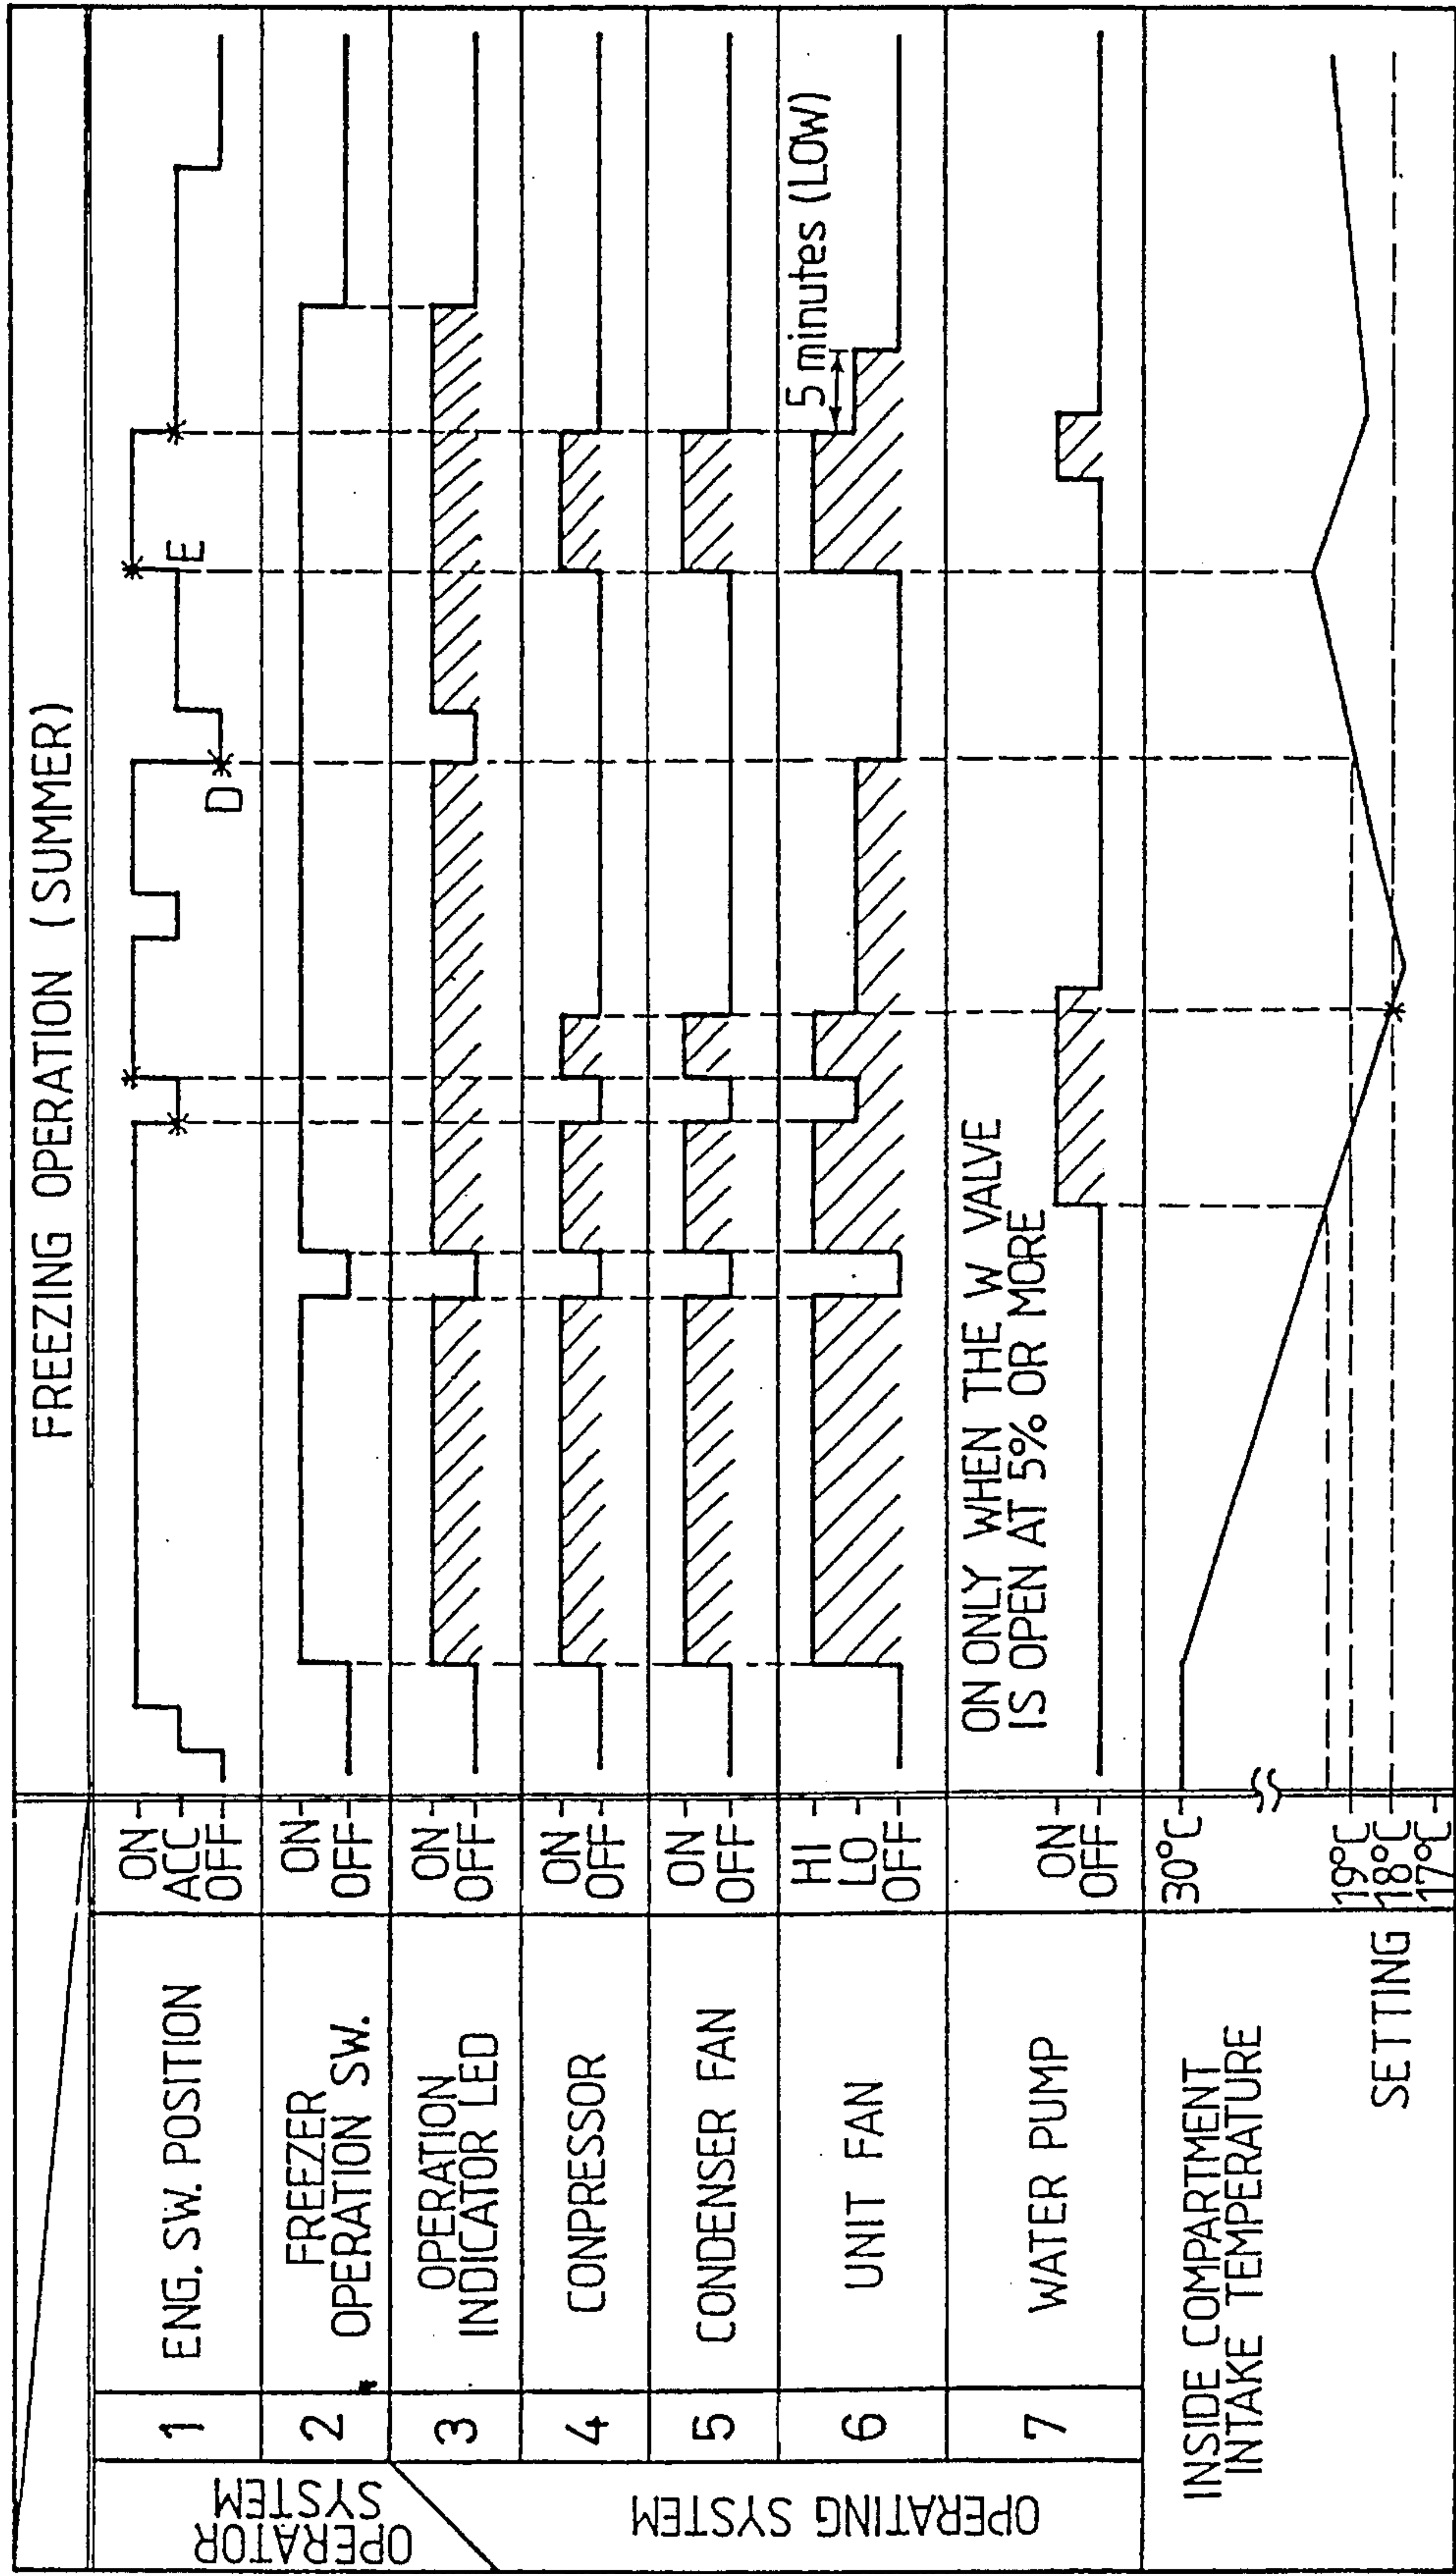 FREEZING OPERATION (SUMMER)
OPERATOR
SYSTEM
1
ENG. SW. POSITION
ON
ACC
OFF
D
E
2
FREEZER
OPERATION SW.
ON
OFF
3
OPERATION
INDICATOR LED
ON
OFF
OPERATING SYSTEM
4
CONPRESSOR
ON
OFF
5
CONDENSER FAN
ON
OFF
6
UNIT FAN
HI
LO
OFF
5 minutes (LOW)
7
WATER PUMP
ON
OFF
ON ONLY WHEN THE W VALVE
IS OPEN AT 5% OR MORE
INSIDE COMPARTMENT
INTAKE TEMPERATURE
SETTING
30°C
19°C
18°C
17°C